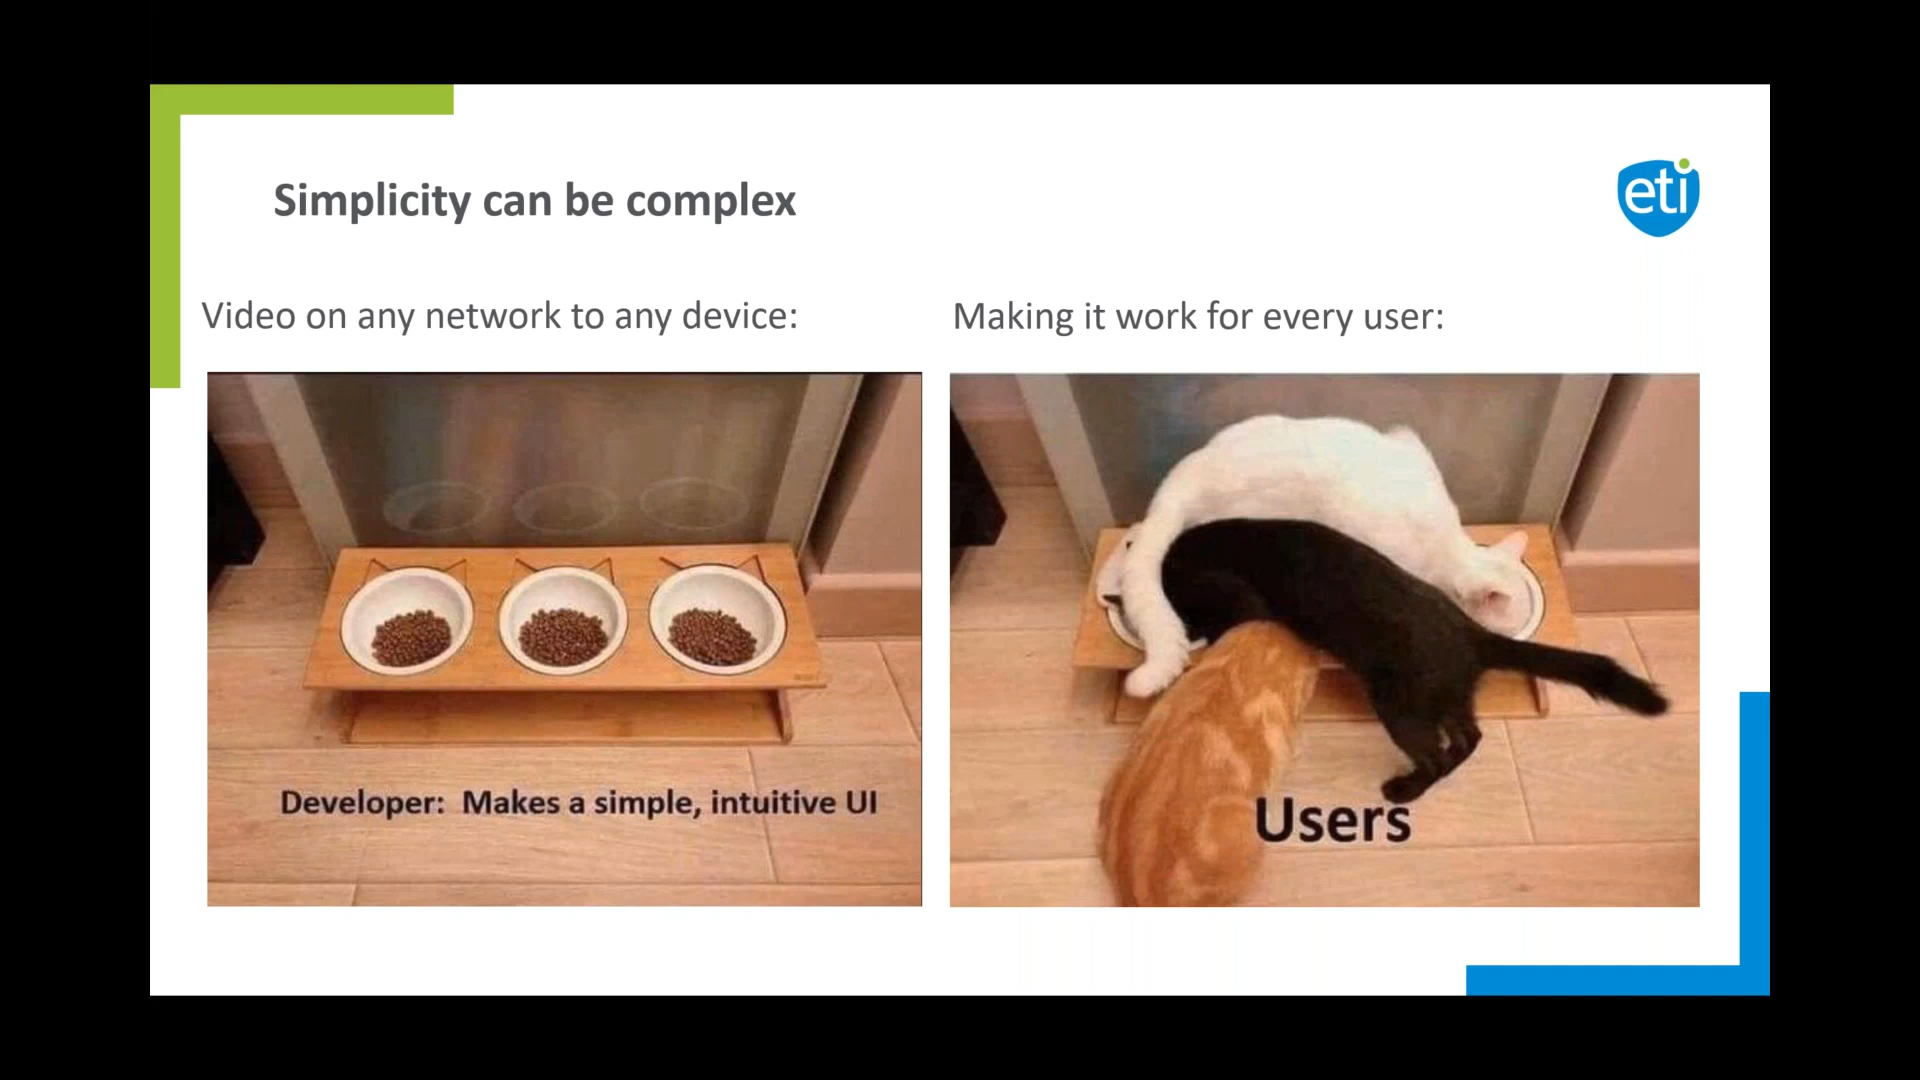 Simplicity can be complex
eti
Video on any network to any device:
Making it work for every user:
Developer: Makes a simple, intuitive UI
Users